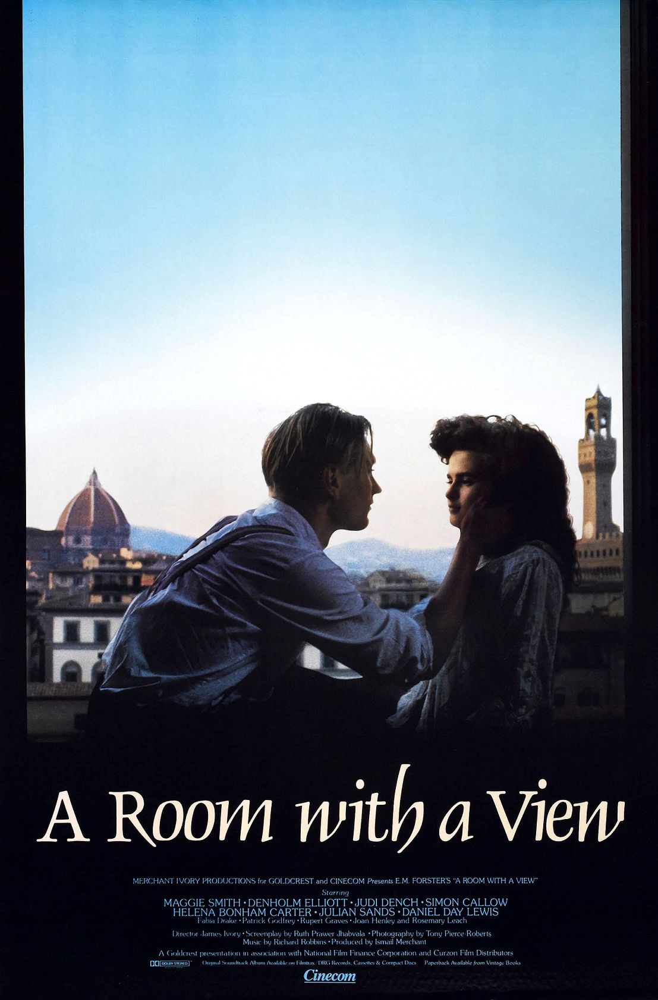 A Room with a View
MERCHANT IVORY PRODUCTIONS for GOLDCREST and CINECOM Presents E.M. FORSTER'S "A ROOM WITH A VIEW"
Starring
MAGGIE SMITH • DENHOLM ELLIOTT • JUDI DENCH • SIMON CALLOW
HELENA BONHAM CARTER • JULIAN SANDS • DANIEL DAY LEWIS
Fabia Drake • Patrick Godfrey • Rupert Graves • Joan Henley and Rosemary Leach
Director James Ivory • Screenplay by Ruth Prawer Jhabvala • Photography by Tony Pierce-Roberts
Music by Richard Robbins • Produced by Ismail Merchant
A Goldcrest presentation in association with National Film Finance Corporation and Curzon Film Distributors
DOLBY STEREO Original Soundtrack Album Available on Filmtrax/DRG Records, Cassettes & Compact Discs Paperback Available from Vintage Books
Cinecom